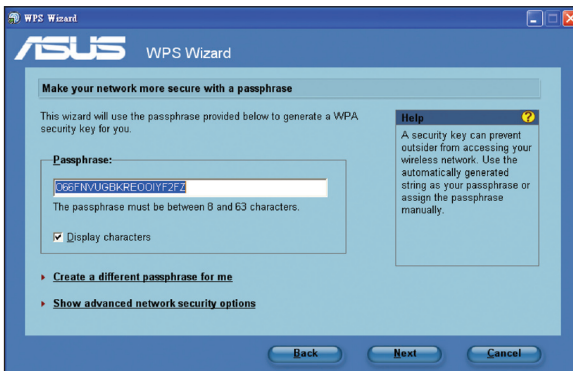 WPS Wizard
ASUS WPS Wizard
Make your network more secure with a passphrase
This wizard will use the passphrase provided below to generate a WPA
security key for you.
Passphrase:
O66FNVUGBKREOOIYF2FZ
The passphrase must be between 8 and 63 characters.
Display characters
Create a different passphrase for me
Show advanced network security options
Help
A security key can prevent
outsider from accessing your
wireless network. Use the
automatically generated
string as your passphrase or
assign the passphrase
manually.
Back
Next
Cancel